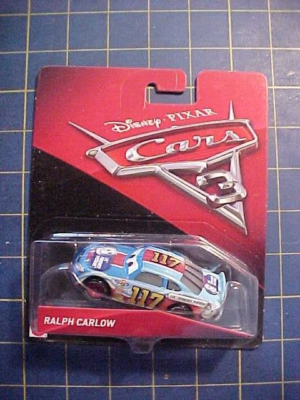 Disney·PIXAR
Cars
3
117
117
RALPH CARLOW